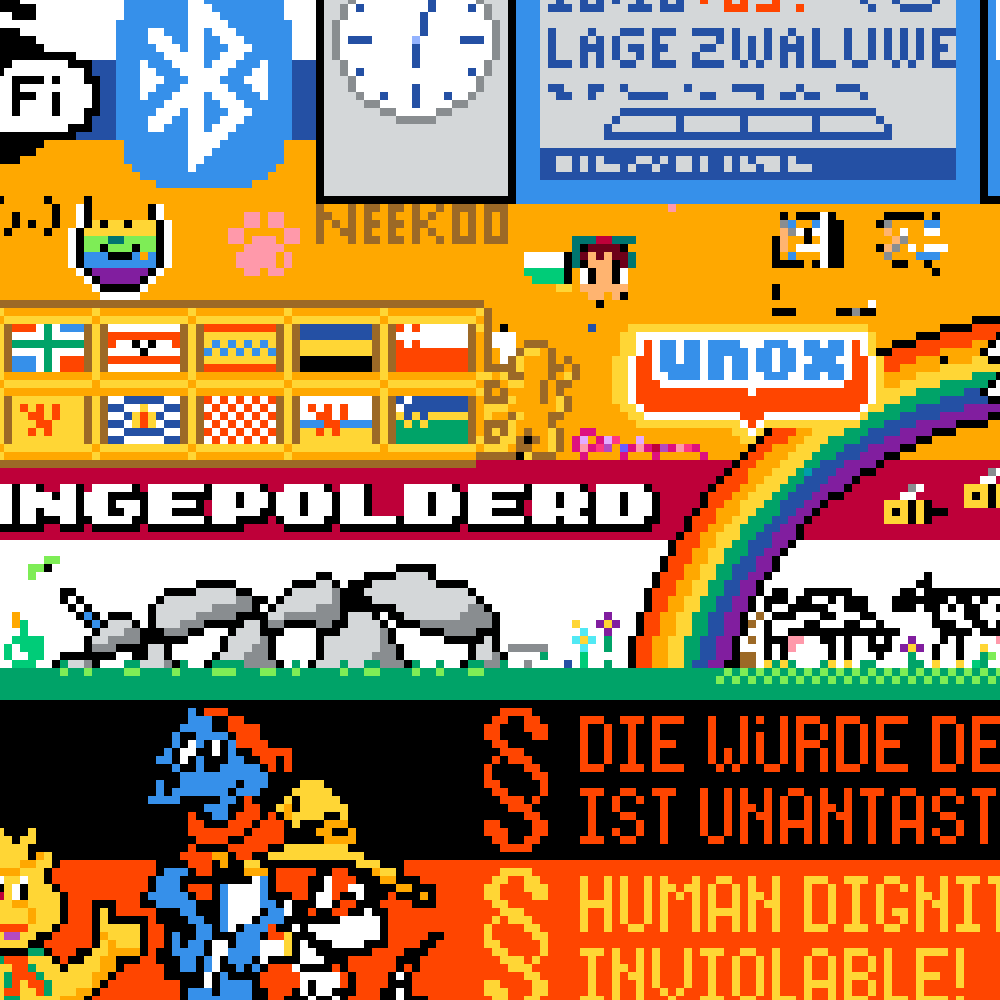 Fi
LAGE ZWALUWE
NEEKOO
unox
INGEPOLDERD
§ DIE WÜRDE DE
§ IST UNANTAST
§ HUMAN DIGNIT
§ INVIOLABLE!